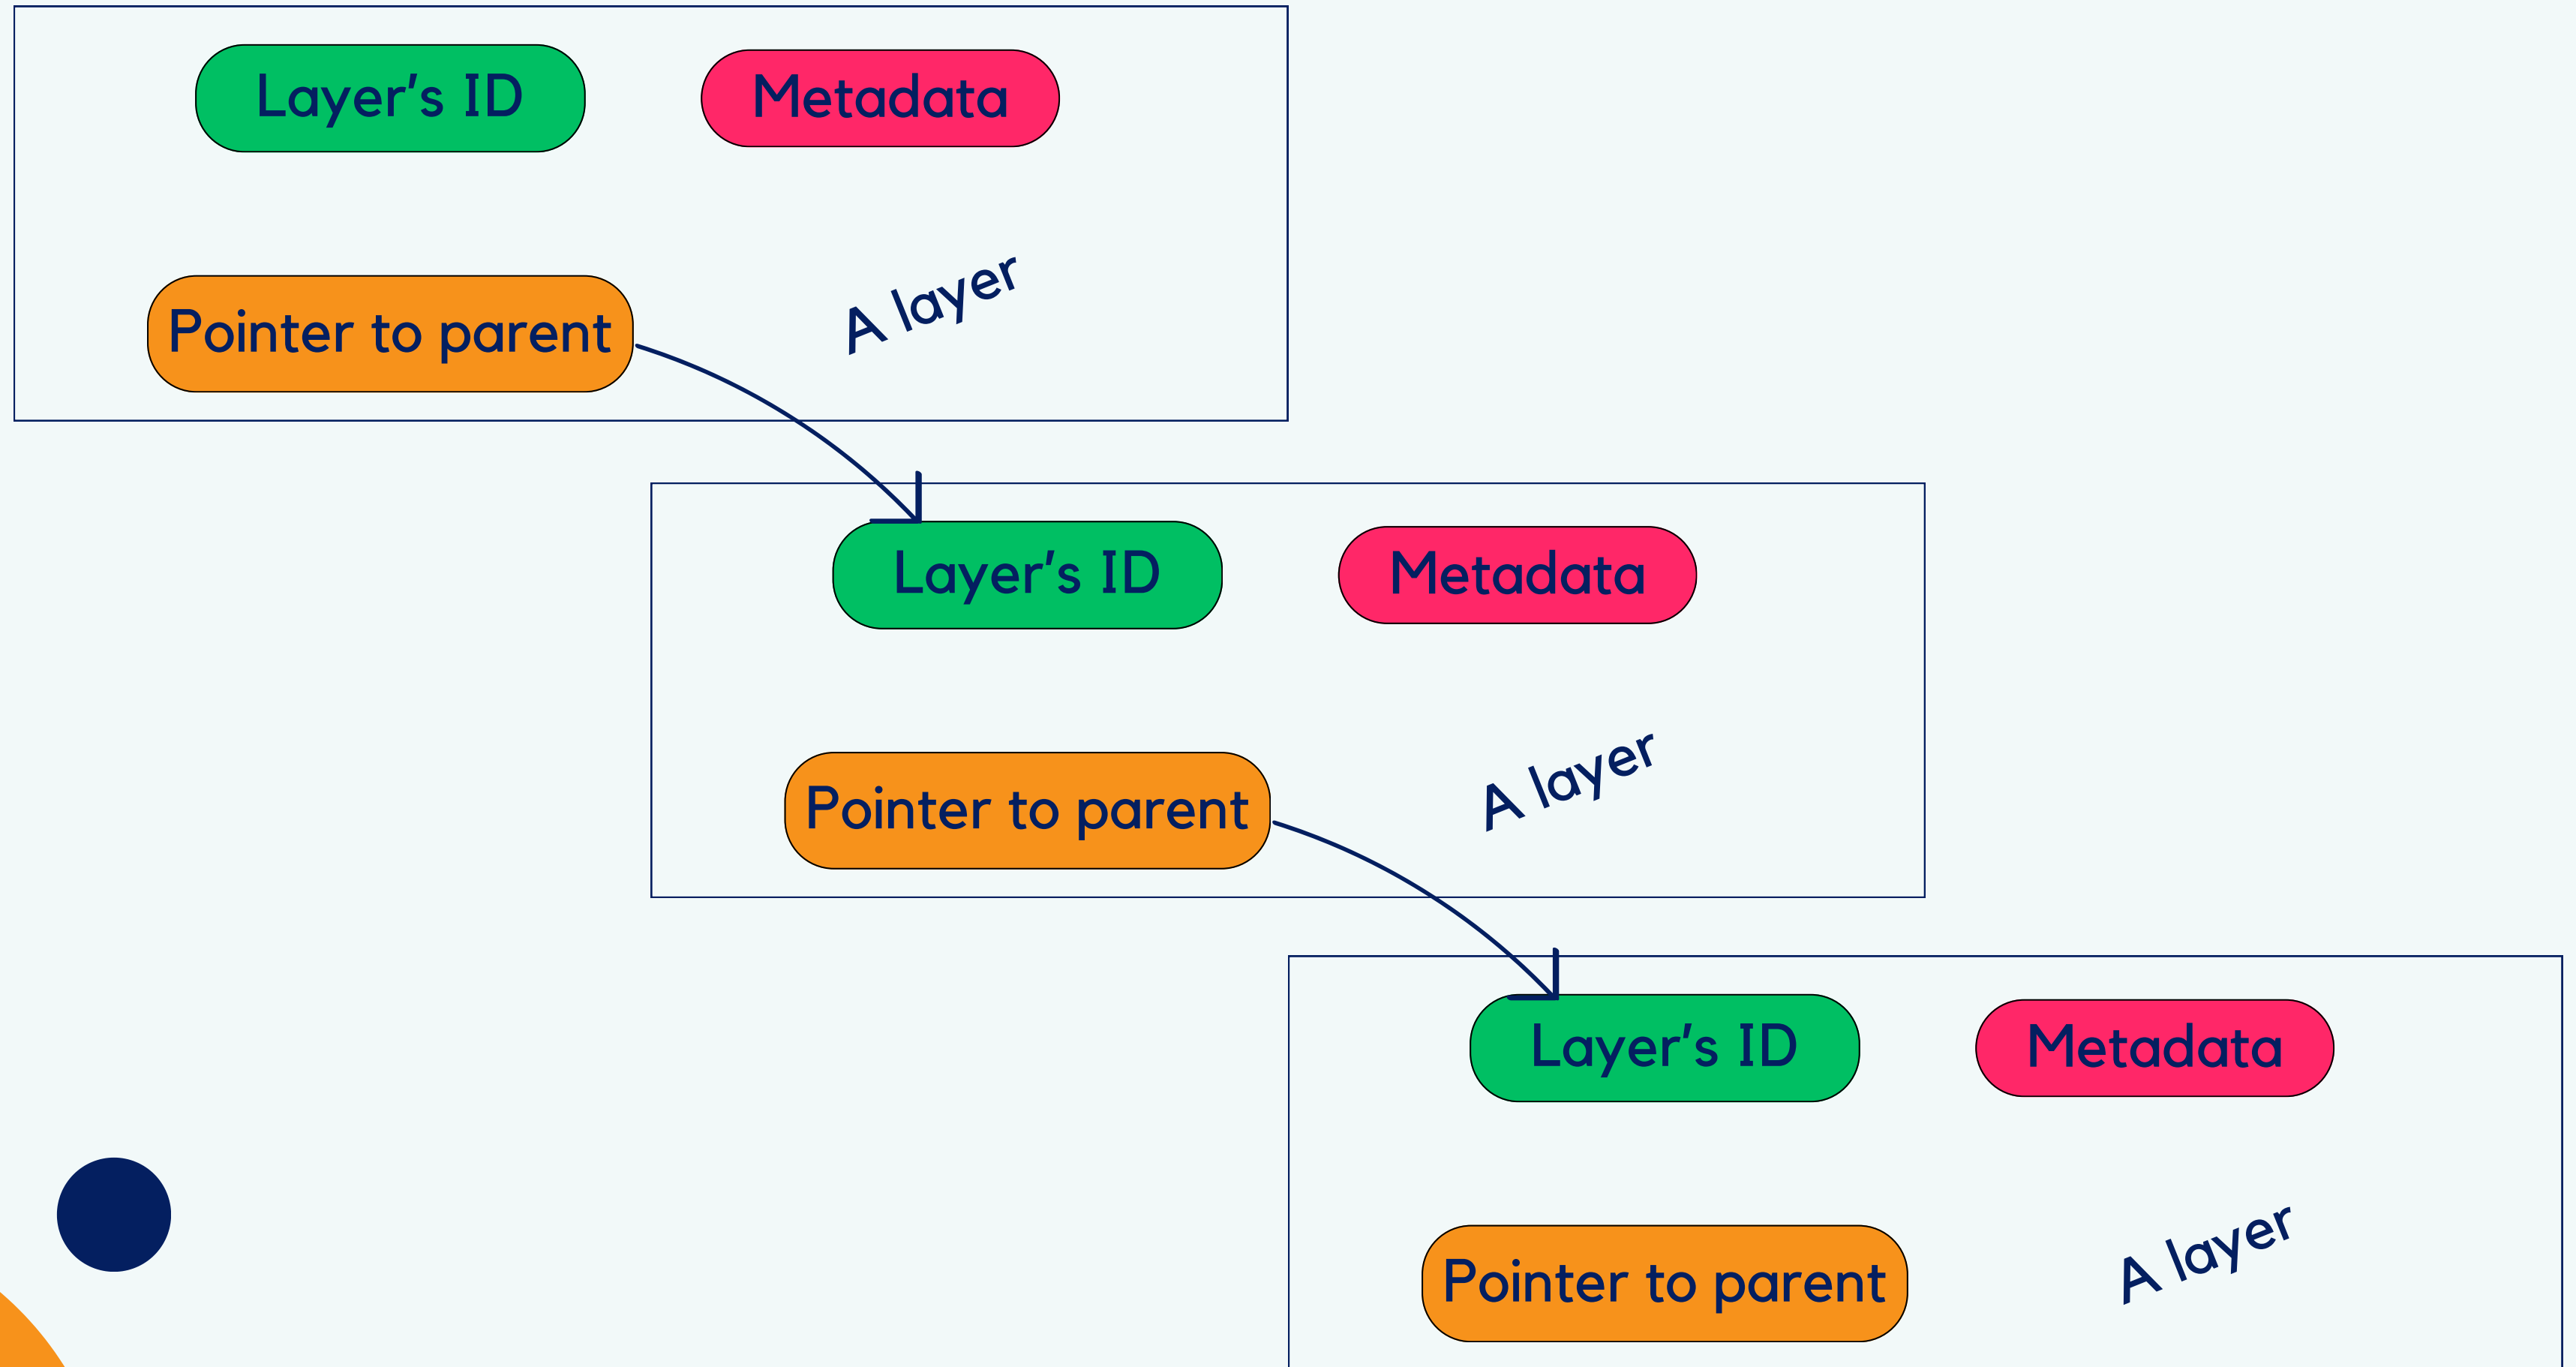 Layer's ID
Metadata
A layer
Pointer to parent
Layer's ID
Metadata
A layer
Pointer to parent
Layer's ID
Metadata
A layer
Pointer to parent